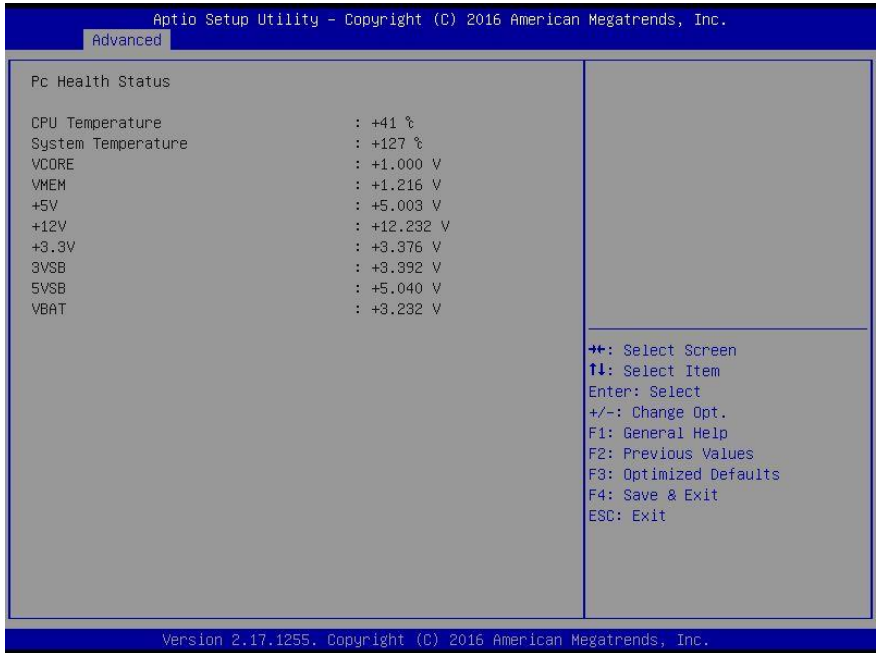 Aptio Setup Utility – Copyright (C) 2016 American Megatrends, Inc.
Advanced
Pc Health Status
CPU Temperature : +41 ℃
System Temperature : +127 ℃
VCORE : +1.000 V
VMEM : +1.216 V
+5V : +5.003 V
+12V : +12.232 V
+3.3V : +3.376 V
3VSB : +3.392 V
5VSB : +5.040 V
VBAT : +3.232 V
→←: Select Screen
↑↓: Select Item
Enter: Select
+/-: Change Opt.
F1: General Help
F2: Previous Values
F3: Optimized Defaults
F4: Save & Exit
ESC: Exit
Version 2.17.1255. Copyright (C) 2016 American Megatrends, Inc.